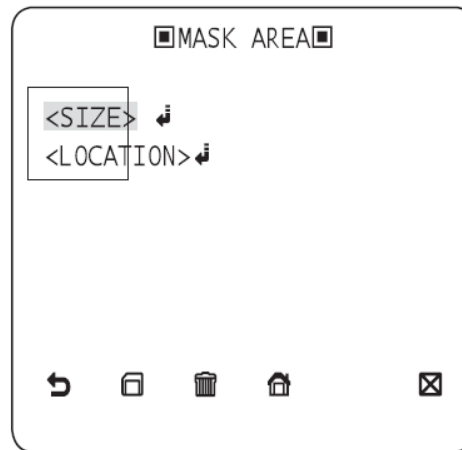 ▣MASK AREA▣
<SIZE> ↲
<LOCATION>↲